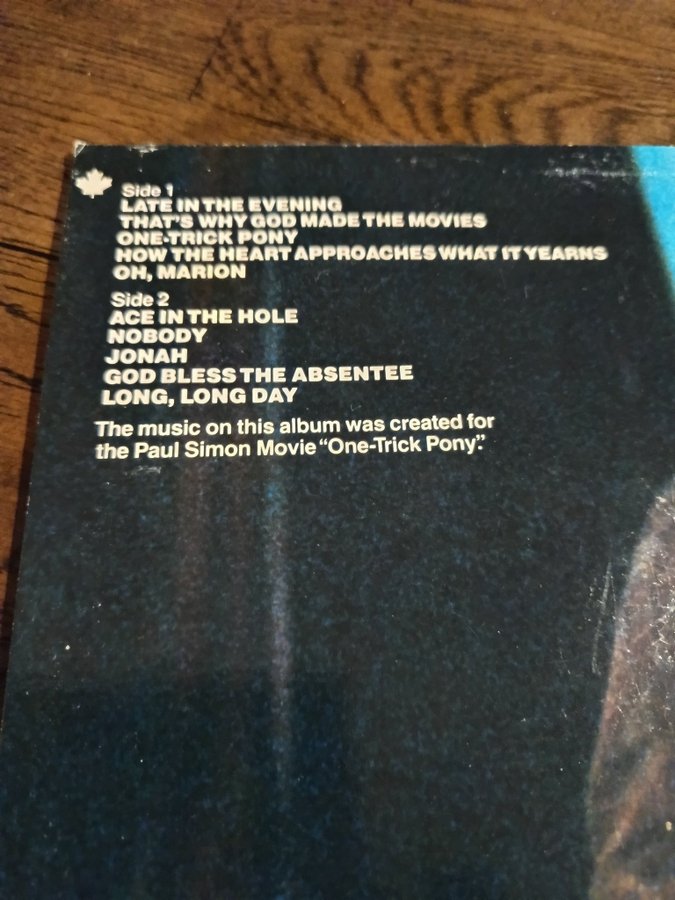 Side 1
LATE IN THE EVENING
THAT'S WHY GOD MADE THE MOVIES
ONE-TRICK PONY
HOW THE HEART APPROACHES WHAT IT YEARNS
OH, MARION
Side 2
ACE IN THE HOLE
NOBODY
JONAH
GOD BLESS THE ABSENTEE
LONG, LONG DAY
The music on this album was created for
the Paul Simon Movie “One-Trick Pony.”